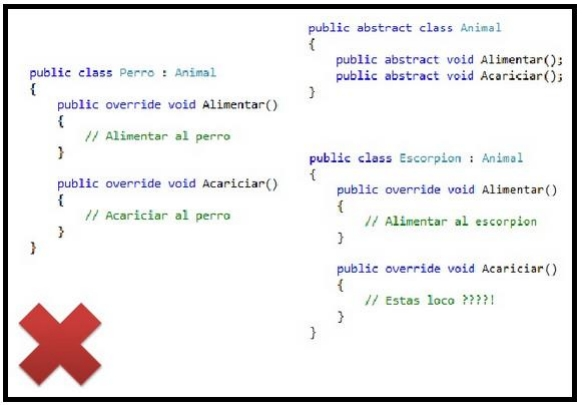 public class Perro : Animal
{
public override void Alimentar()
{
// Alimentar al perro
}
public override void Acariciar()
{
// Acariciar al perro
}
}
public abstract class Animal
{
public abstract void Alimentar();
public abstract void Acariciar();
}
public class Escorpion : Animal
{
public override void Alimentar()
{
// Alimentar al escorpion
}
public override void Acariciar()
{
// Estas loco ????!
}
}